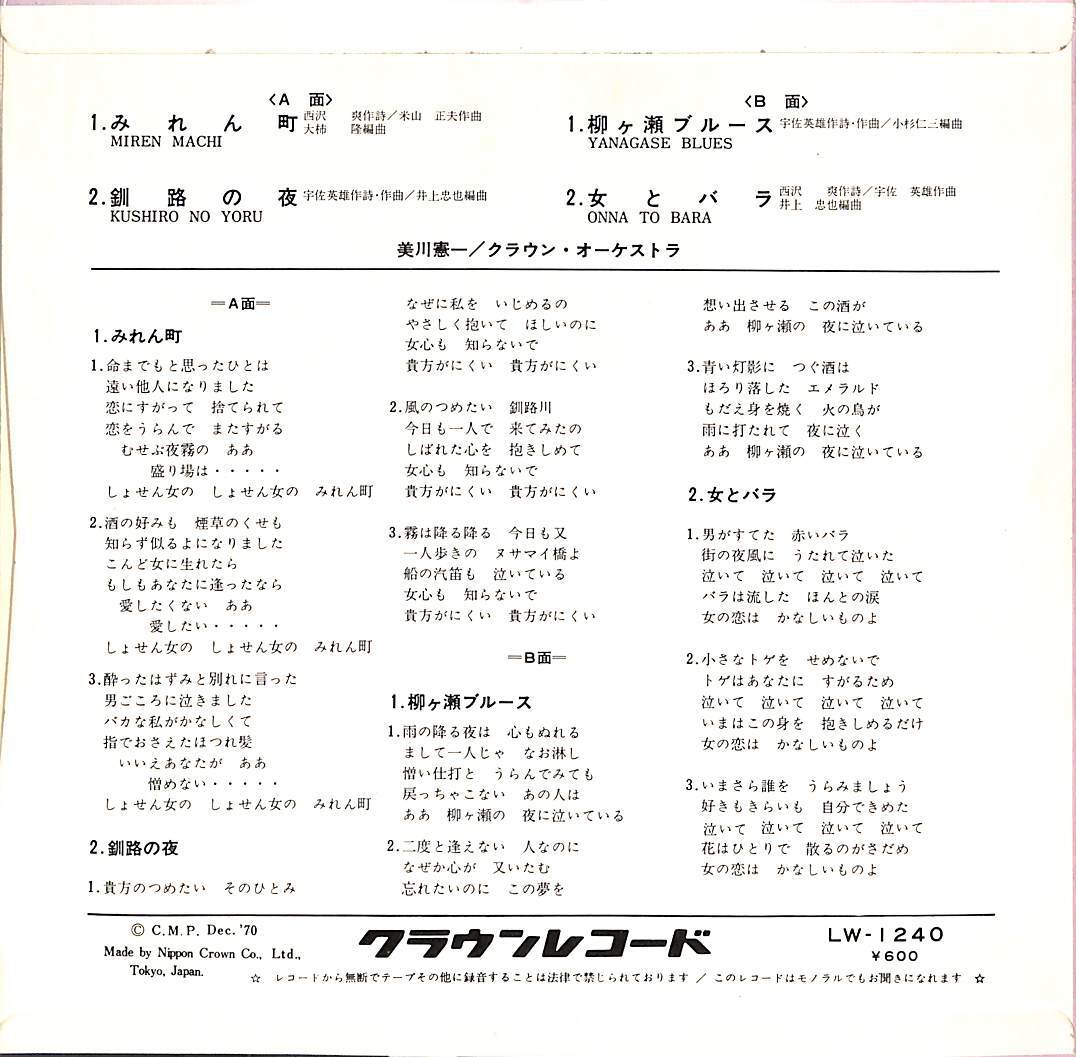 〈A 面〉
1.みれん町 西沢 爽作詩／米山 正夫作曲
大柿 隆編曲
MIREN MACHI
2.釧路の夜 宇佐英雄作詩・作曲／井上忠也編曲
KUSHIRO NO YORU
〈B 面〉
1.柳ヶ瀬ブルース 宇佐英雄作詩・作曲／小杉仁三編曲
YANAGASE BLUES
2.女とバラ 西沢 爽作詩／宇佐 英雄作曲
井上 忠也編曲
ONNA TO BARA
美川憲一／クラウン・オーケストラ
＝A面＝
1.みれん町
1.命までもと思ったひとは
遠い他人になりました
恋にすがって 捨てられて
恋をうらんで またすがる
むせぶ夜霧の ああ
盛り場は・・・・・
しょせん女の しょせん女の みれん町
2.酒の好みも 煙草のくせも
知らず似るよになりました
こんど女に生れたら
もしもあなたに逢ったなら
愛したくない ああ
愛したい・・・・・
しょせん女の しょせん女の みれん町
3.酔ったはずみと別れに言った
男ごころに泣きました
バカな私がかなしくて
指でおさえたほつれ髪
いいえあなたが ああ
憎めない・・・・・
しょせん女の しょせん女の みれん町
2.釧路の夜
1.貴方のつめたい そのひとみ
なぜに私を いじめるの
やさしく抱いて ほしいのに
女心も 知らないで
貴方がにくい 貴方がにくい
2.風のつめたい 釧路川
今日も一人で 来てみたの
しばれた心を 抱きしめて
女心も 知らないで
貴方がにくい 貴方がにくい
3.霧は降る降る 今日も又
一人歩きの ヌサマイ橋よ
船の汽笛も 泣いている
女心も 知らないで
貴方がにくい 貴方がにくい
＝B面＝
1.柳ヶ瀬ブルース
1.雨の降る夜は 心もぬれる
まして一人じゃ なお淋し
憎い仕打と うらんでみても
戻っちゃこない あの人は
ああ 柳ヶ瀬の 夜に泣いている
2.二度と逢えない 人なのに
なぜか心が 又いたむ
忘れたいのに この夢を
想い出させる この酒が
ああ 柳ヶ瀬の 夜に泣いている
3.青い灯影に つぐ酒は
ほろり落した エメラルド
もだえ身を焼く 火の鳥が
雨に打たれて 夜に泣く
ああ 柳ヶ瀬の 夜に泣いている
2.女とバラ
1.男がすてた 赤いバラ
街の夜風に うたれて泣いた
泣いて 泣いて 泣いて 泣いて
バラは流した ほんとの涙
女の恋は かなしいものよ
2.小さなトゲを せめないで
トゲはあなたに すがるため
泣いて 泣いて 泣いて 泣いて
いまはこの身を 抱きしめるだけ
女の恋は かなしいものよ
3.いまさら誰を うらみましょう
好きもきらいも 自分できめた
泣いて 泣いて 泣いて 泣いて
花はひとりで 散るのがさだめ
女の恋は かなしいものよ
© C.M.P. Dec. '70
Made by Nippon Crown Co., Ltd.,
Tokyo, Japan.
クラウンレコード
LW-1240
¥600
☆ レコードから無断でテープその他に録音することは法律で禁じられております ／ このレコードはモノラルでもお聞きになれます ☆